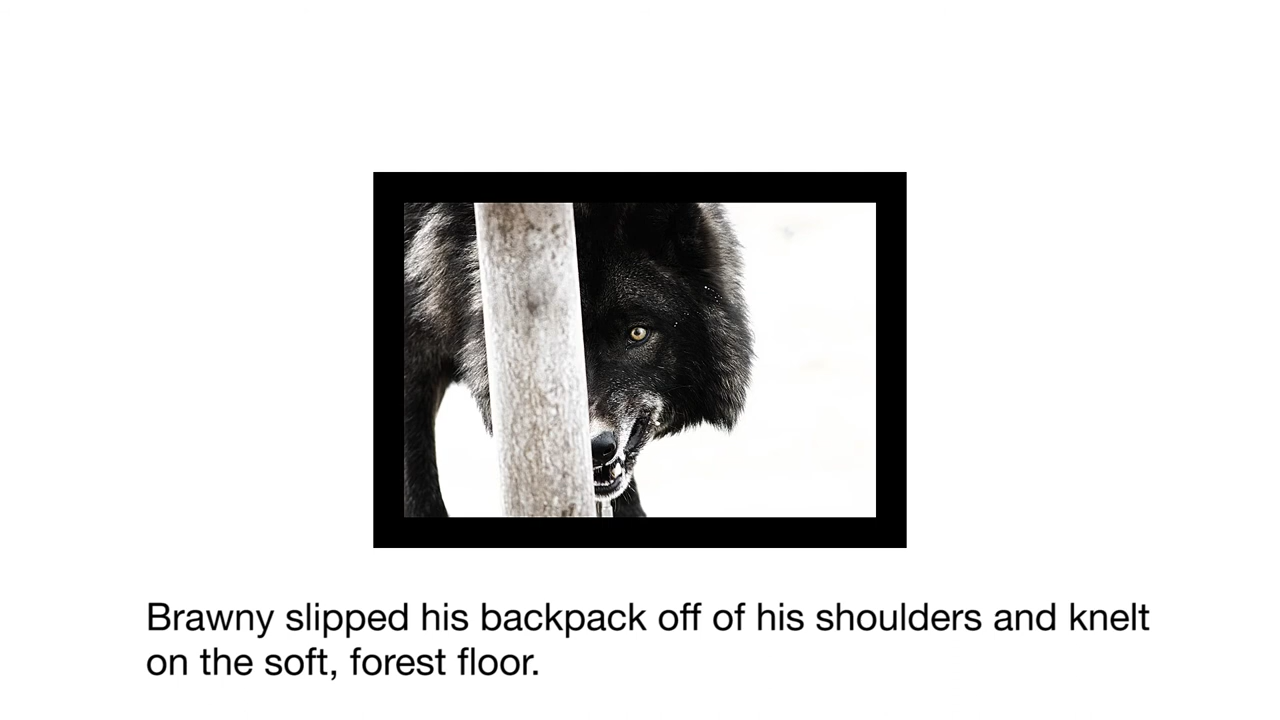 Brawny slipped his backpack off of his shoulders and knelt
on the soft, forest floor.